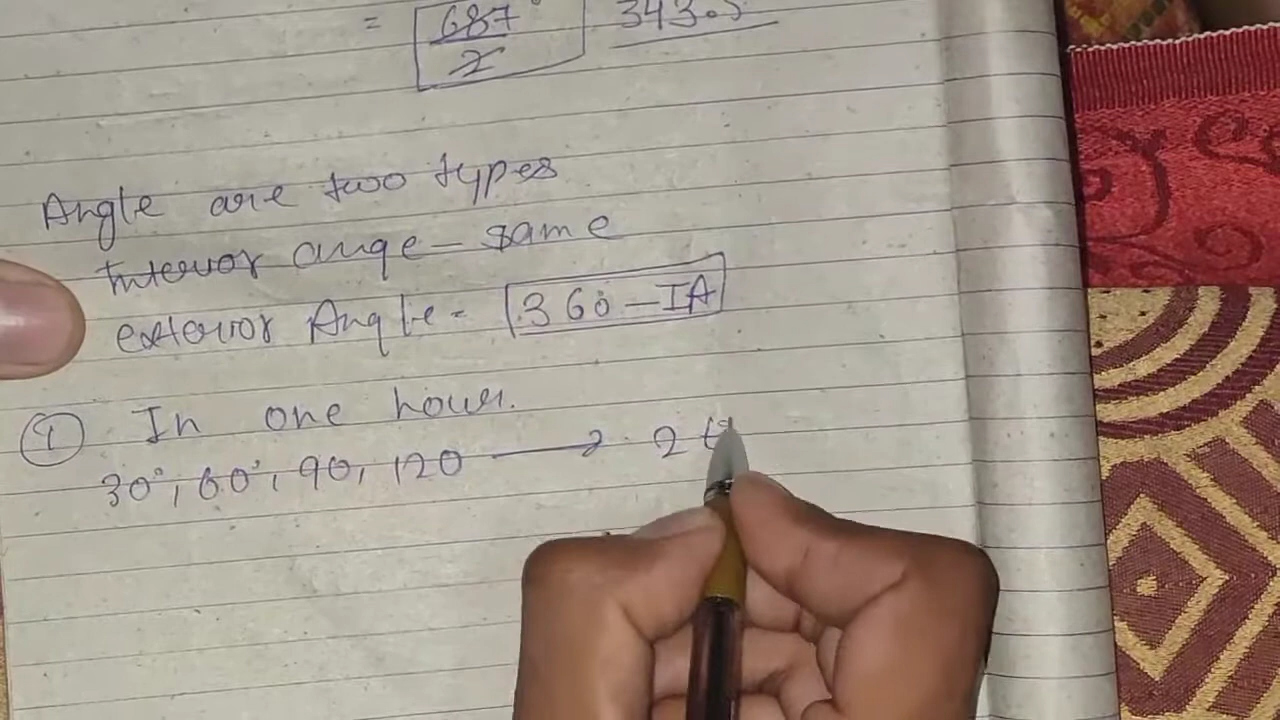 = 687°/2 343.5
Angle are two types
Interior ange - same
exterior Angle - 360 - IA
① In one hour.
30°, 60°, 90, 120 ⟶ 2